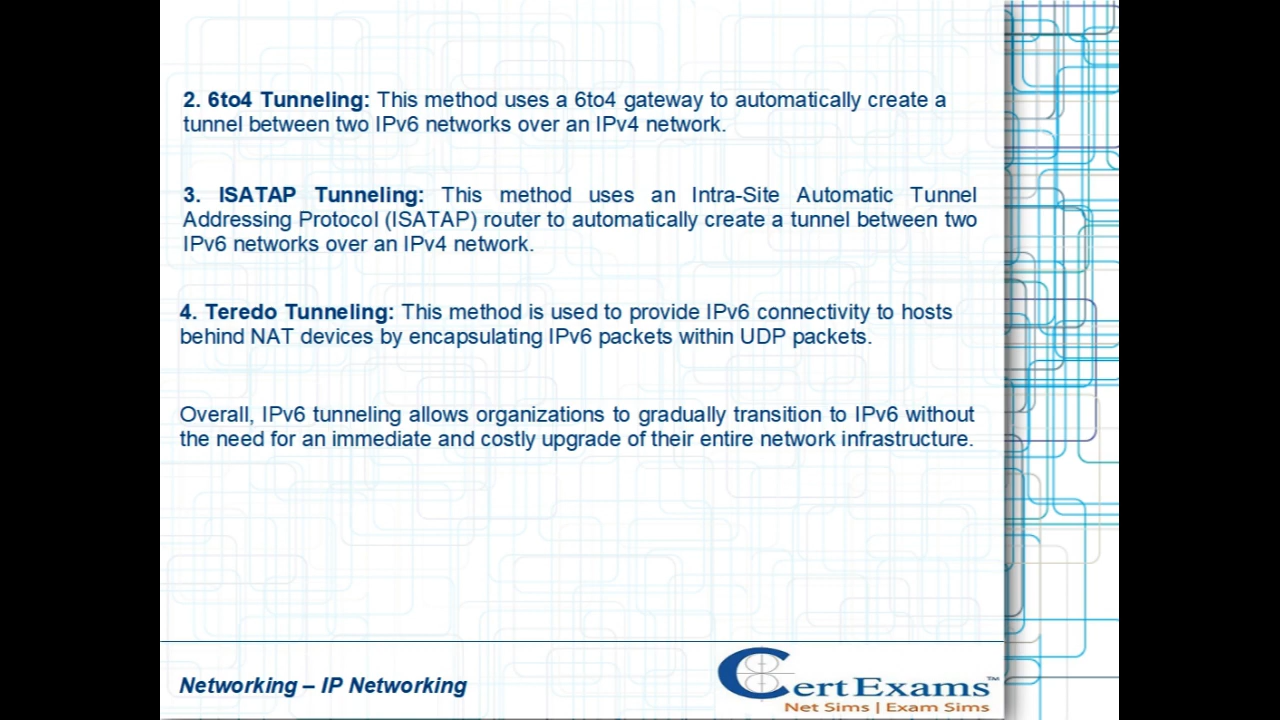 2. 6to4 Tunneling: This method uses a 6to4 gateway to automatically create a
tunnel between two IPv6 networks over an IPv4 network.
3. ISATAP Tunneling: This method uses an Intra-Site Automatic Tunnel
Addressing Protocol (ISATAP) router to automatically create a tunnel between two
IPv6 networks over an IPv4 network.
4. Teredo Tunneling: This method is used to provide IPv6 connectivity to hosts
behind NAT devices by encapsulating IPv6 packets within UDP packets.
Overall, IPv6 tunneling allows organizations to gradually transition to IPv6 without
the need for an immediate and costly upgrade of their entire network infrastructure.
Networking – IP Networking
CertExams™
Net Sims | Exam Sims